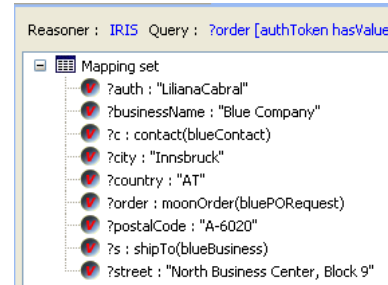 Reasoner : IRIS Query : ?order [authToken hasValue
Mapping set
?auth : "LilianaCabral"
?businessName : "Blue Company"
?c : contact(blueContact)
?city : "Innsbruck"
?country : "AT"
?order : moonOrder(bluePORequest)
?postalCode : "A-6020"
?s : shipTo(blueBusiness)
?street : "North Business Center, Block 9"